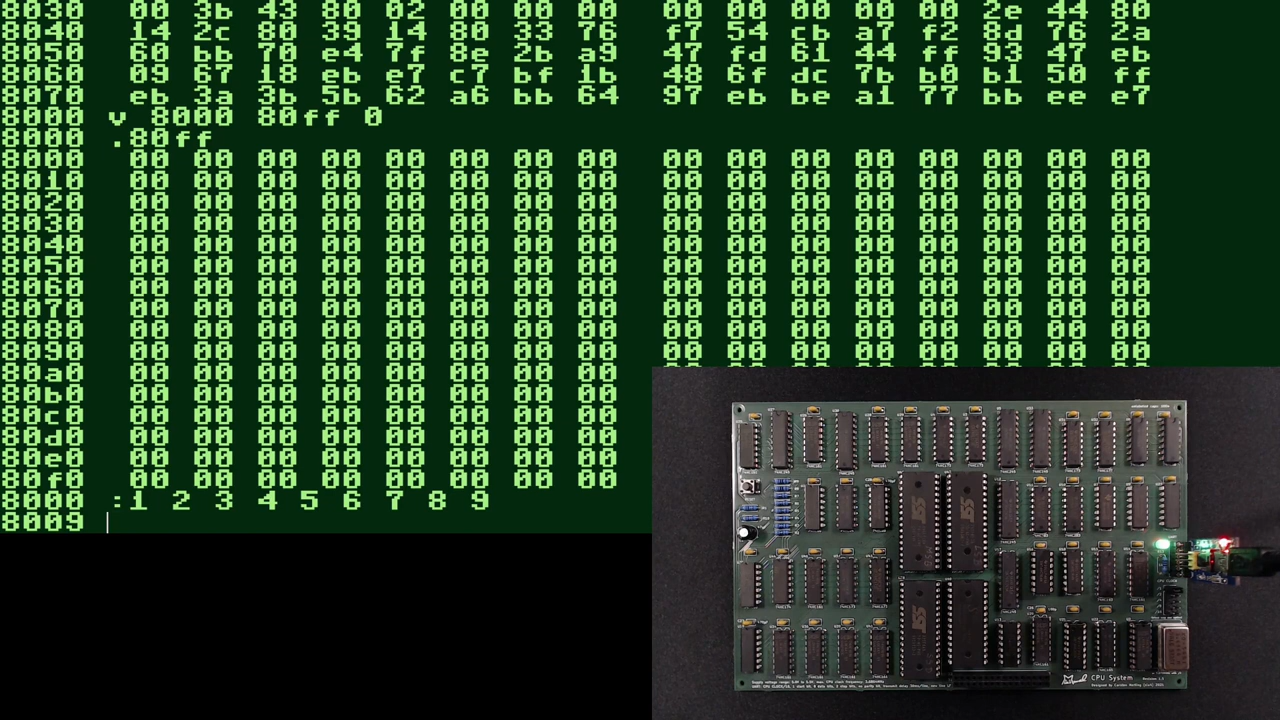 8030 00 3b 43 80 02 00 00 00 00 00 00 00 00 2e 44 80
8040 14 2c 80 39 14 80 33 76 f7 54 cb a7 f2 8d 76 2a
8050 60 bb 70 e4 7f 8e 2b a9 47 fd 61 44 ff 93 47 eb
8060 09 67 18 eb e7 c7 bf 1b 48 6f dc 7b b0 b1 50 ff
8070 eb 3a 3b 5b 62 a6 bb 64 97 eb be a1 77 bb ee e7
8000 v 8000 80ff 0
8000 .80ff
8000 00 00 00 00 00 00 00 00 00 00 00 00 00 00 00 00
8010 00 00 00 00 00 00 00 00 00 00 00 00 00 00 00 00
8020 00 00 00 00 00 00 00 00 00 00 00 00 00 00 00 00
8030 00 00 00 00 00 00 00 00 00 00 00 00 00 00 00 00
8040 00 00 00 00 00 00 00 00 00 00 00 00 00 00 00 00
8050 00 00 00 00 00 00 00 00 00 00 00 00 00 00 00 00
8060 00 00 00 00 00 00 00 00 00 00 00 00 00 00 00 00
8070 00 00 00 00 00 00 00 00 00 00 00 00 00 00 00 00
8080 00 00 00 00 00 00 00 00 00 00 00 00 00 00 00 00
8090 00 00 00 00 00 00 00 00 00 00 00 00 00 00 00 00
80a0 00 00 00 00 00 00 00 00
80b0 00 00 00 00 00 00 00 00
80c0 00 00 00 00 00 00 00 00
80d0 00 00 00 00 00 00 00 00
80e0 00 00 00 00 00 00 00 00
80f0 00 00 00 00 00 00 00 00
8000 :1 2 3 4 5 6 7 8 9
8009
CPU System